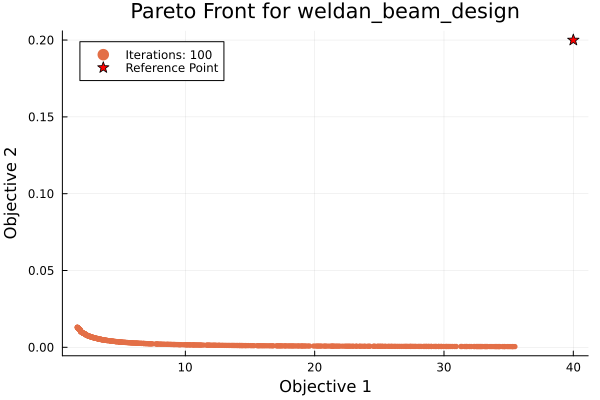 Pareto Front for weldan_beam_design
Iterations: 100
Reference Point
Objective 2
0.20
0.15
0.10
0.05
0.00
10
20
30
40
Objective 1